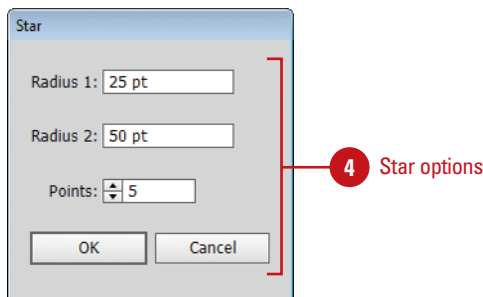 Star
Radius 1: 25 pt
Radius 2: 50 pt
4 Star options
Points: 5
OK Cancel